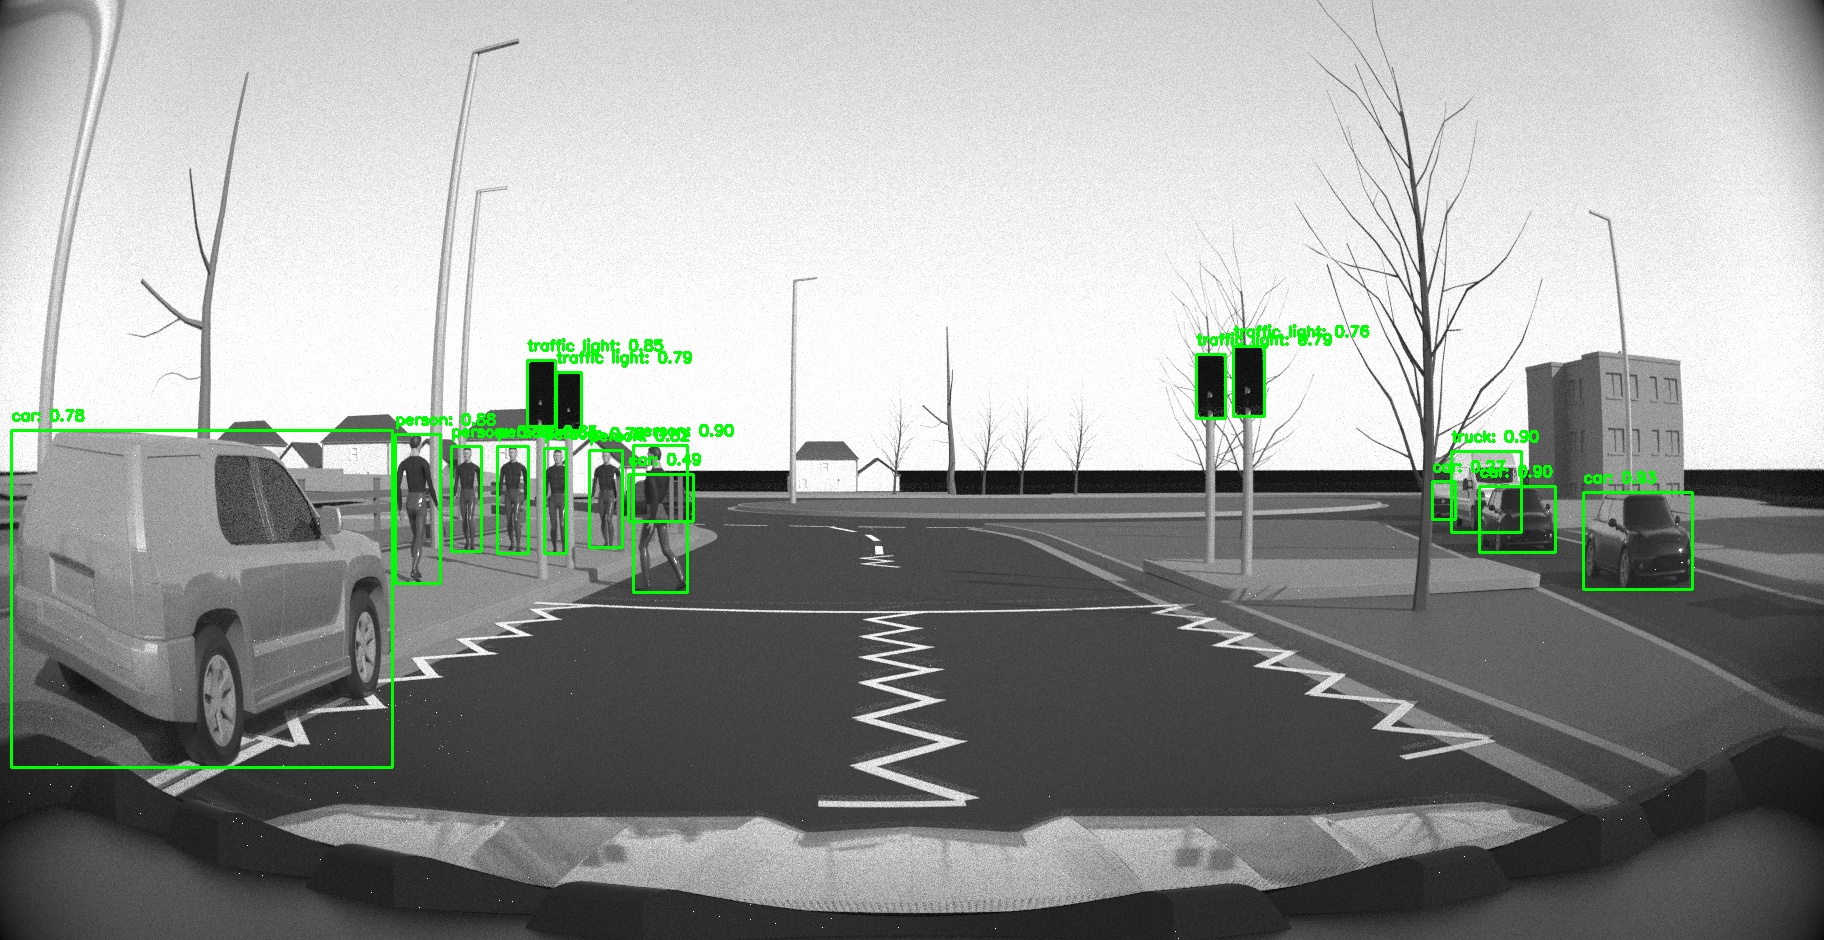 traffic light: 0.76
traffic light: 0.79
traffic light: 0.85
traffic light: 0.79
car: 0.78
person: 0.88
person: 0.90
car: 0.49
truck: 0.90
car: 0.90
car: 0.93